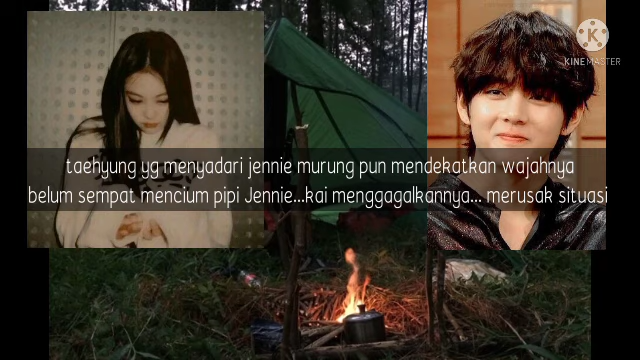 KINEMASTER
taehyung yg menyadari jennie murung pun mendekatkan wajahnya
belum sempat mencium pipi Jennie...kai menggagalkannya... merusak situasi